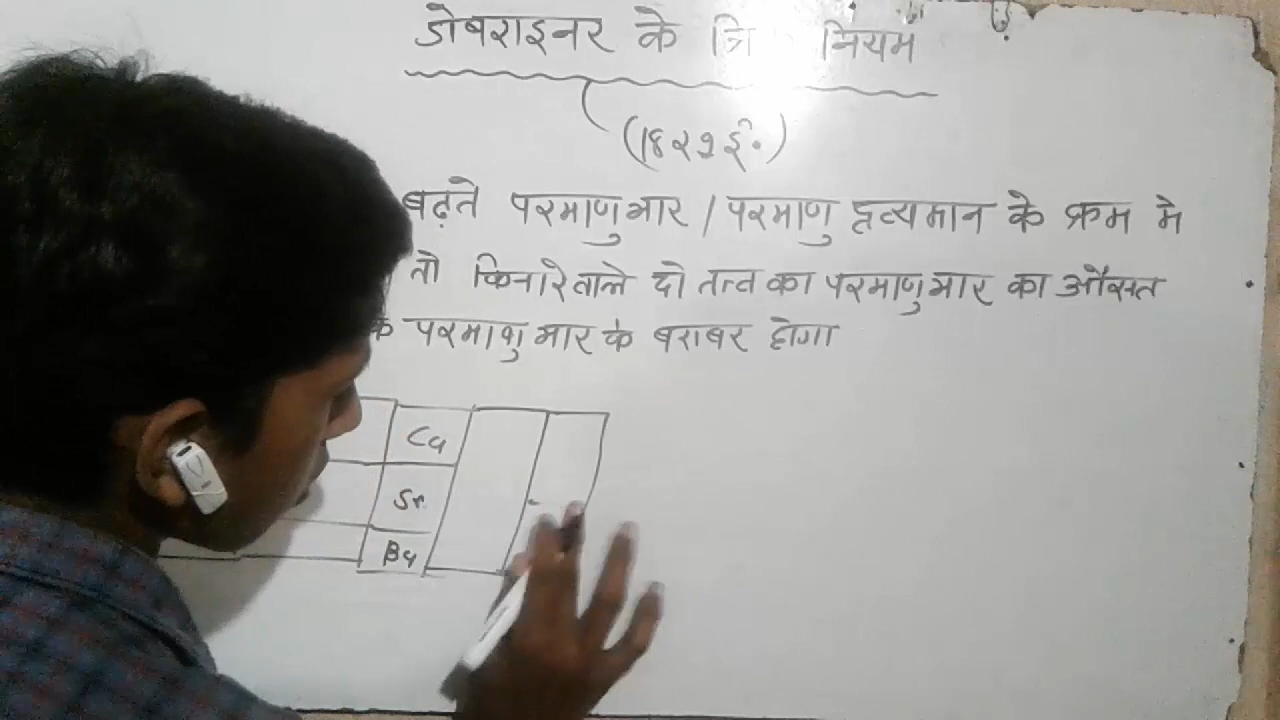 डोबराइनर के त्रि नियम
(१८२९ ई॰)
बढ़ते परमाणुभार / परमाणु द्रव्यमान के क्रम मे
तो किनारेवाले दो तत्व का परमाणुभार का औसत
के परमाणुभार के बराबर होगा
Ca
Sr
Ba